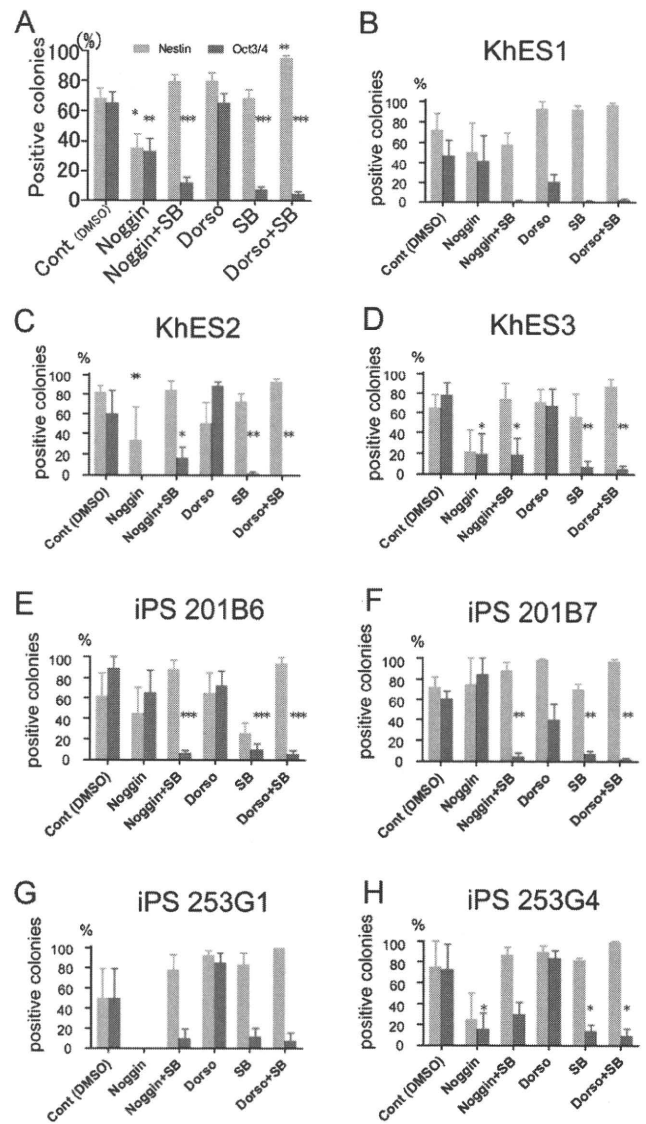 A
(%)
Nestin Oct3/4
Positive colonies
100
80
60
40
20
0
* ** *** *** ** ***
Cont (DMSO)
Noggin
Noggin+SB
Dorso
SB
Dorso+SB
B
KhES1
%
positive colonies
100
80
60
40
20
0
Cont (DMSO)
Noggin
Noggin+SB
Dorso
SB
Dorso+SB
C
KhES2
%
positive colonies
100
80
60
40
20
0
** * ** **
Cont (DMSO)
Noggin
Noggin+SB
Dorso
SB
Dorso+SB
D
KhES3
%
positive colonies
100
80
60
40
20
0
* * ** **
Cont (DMSO)
Noggin
Noggin+SB
Dorso
SB
Dorso+SB
E
iPS 201B6
%
positive colonies
100
80
60
40
20
0
*** *** ***
Cont (DMSO)
Noggin
Noggin+SB
Dorso
SB
Dorso+SB
F
iPS 201B7
%
positive colonies
100
80
60
40
20
0
** ** **
Cont (DMSO)
Noggin
Noggin+SB
Dorso
SB
Dorso+SB
G
iPS 253G1
%
positive colonies
100
80
60
40
20
0
Cont (DMSO)
Noggin
Noggin+SB
Dorso
SB
Dorso+SB
H
iPS 253G4
%
positive colonies
100
80
60
40
20
0
* * *
Cont (DMSO)
Noggin
Noggin+SB
Dorso
SB
Dorso+SB